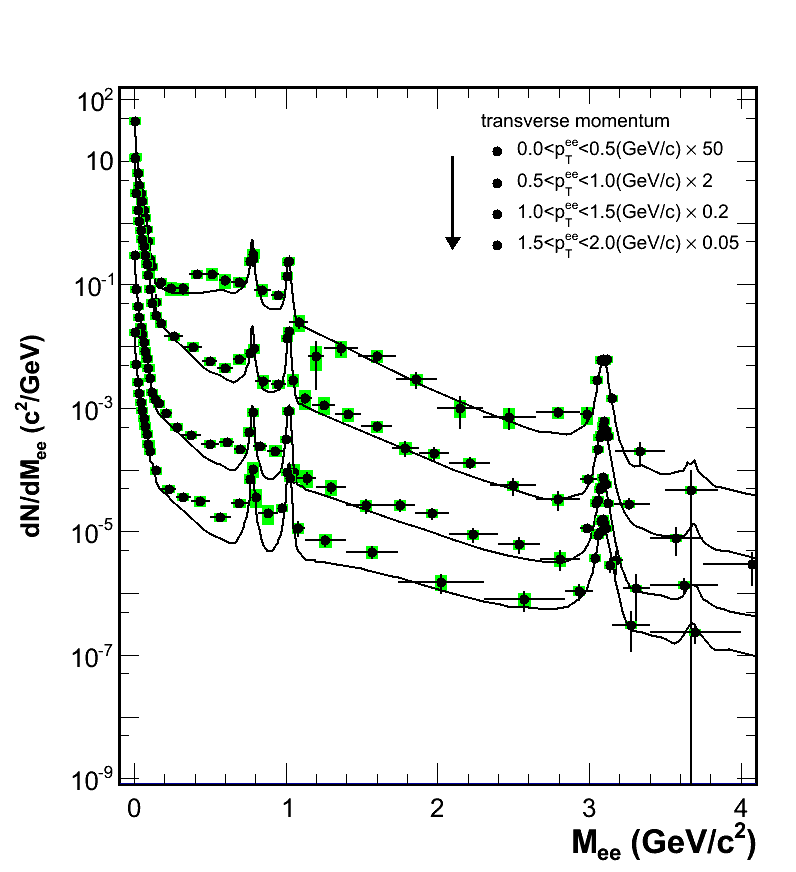 10²
10
10⁻¹
10⁻³
10⁻⁵
10⁻⁷
10⁻⁹
dN/dMₑₑ (c²/GeV)
transverse momentum
0.0<p_T^ee<0.5(GeV/c) × 50
0.5<p_T^ee<1.0(GeV/c) × 2
1.0<p_T^ee<1.5(GeV/c) × 0.2
1.5<p_T^ee<2.0(GeV/c) × 0.05
0 1 2 3 4
Mₑₑ (GeV/c²)